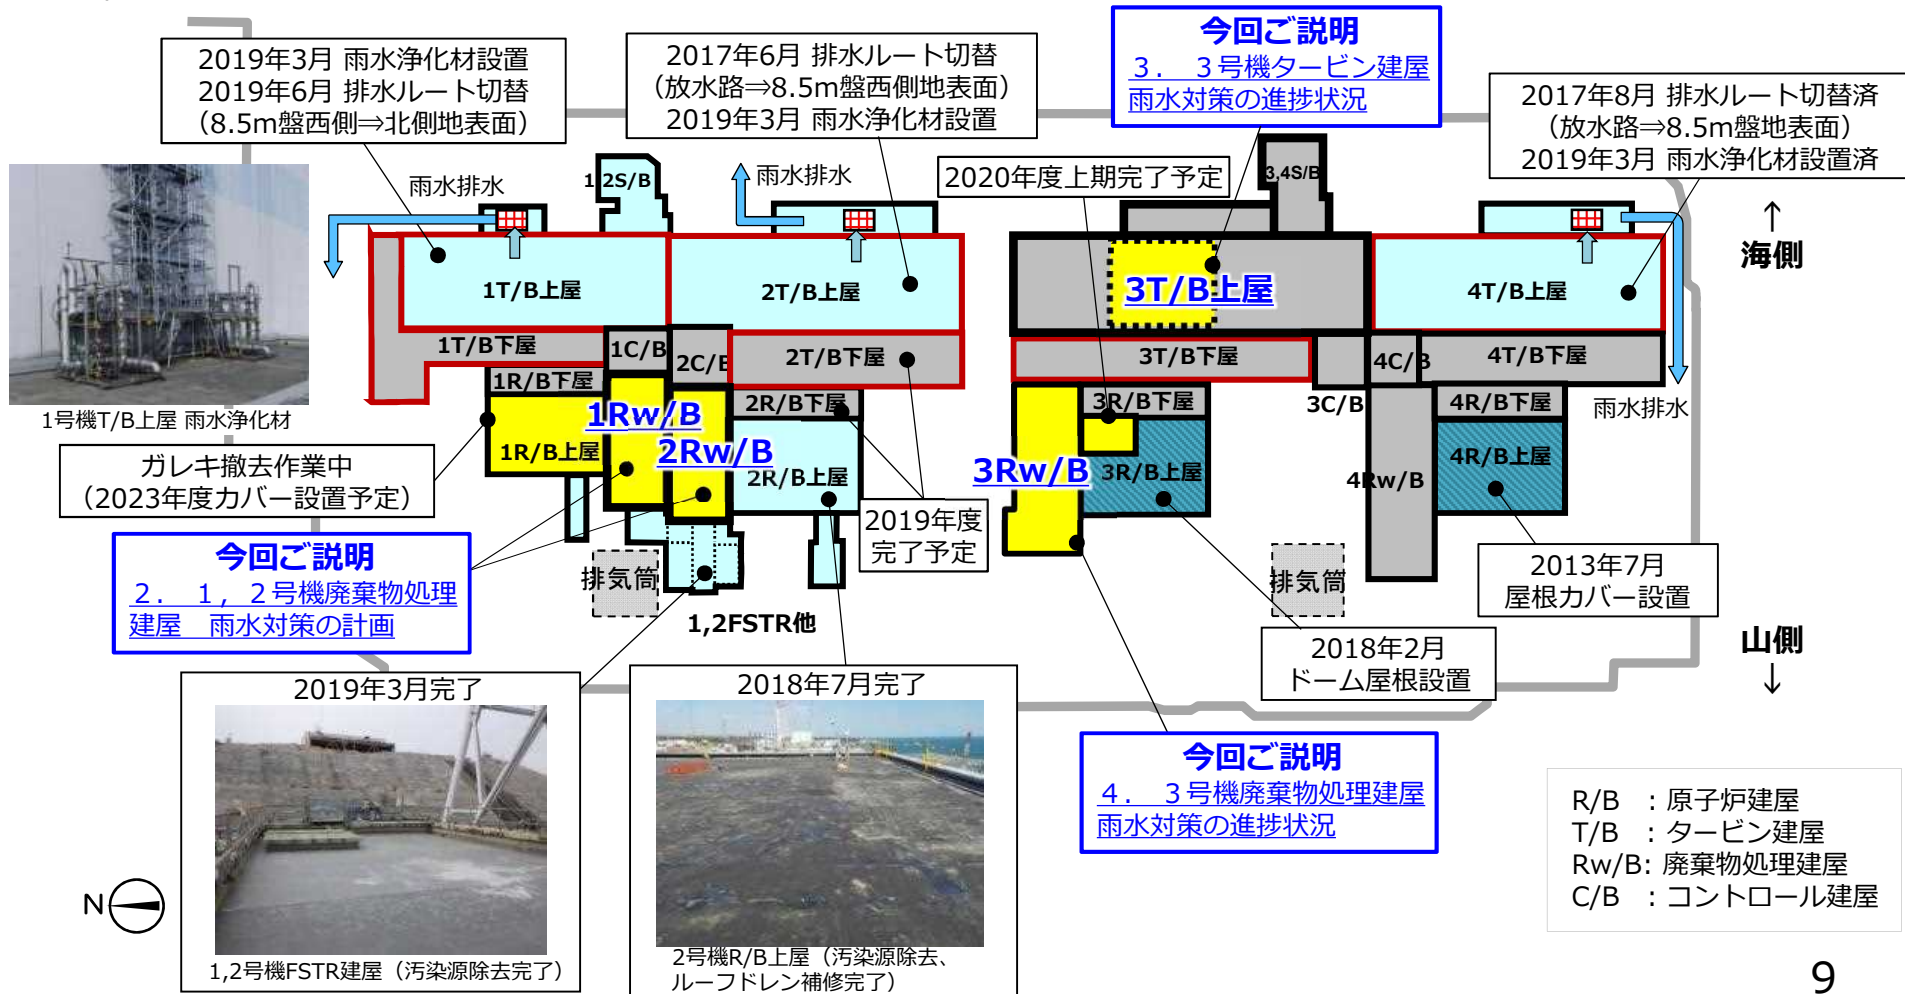 2019年3月 雨水浄化材設置
2019年6月 排水ルート切替
（8.5m盤西側⇒北側地表面）
2017年6月 排水ルート切替
（放水路⇒8.5m盤西側地表面）
2019年3月 雨水浄化材設置
今回ご説明
３．　３号機タービン建屋
雨水対策の進捗状況
2017年8月 排水ルート切替済
（放水路⇒8.5m盤地表面）
2019年3月 雨水浄化材設置済
雨水排水
1,2S/B
雨水排水
2020年度上期完了予定
3,4S/B
↑
海側
1T/B上屋
2T/B上屋
3T/B上屋
4T/B上屋
1T/B下屋
1C/B
2C/B
2T/B下屋
3T/B下屋
3C/B
4C/B
4T/B下屋
1号機T/B上屋 雨水浄化材
1R/B下屋
1Rw/B
2R/B下屋
3R/B下屋
4R/B下屋
雨水排水
1R/B上屋
2Rw/B
2R/B上屋
3Rw/B
3R/B上屋
4Rw/B
4R/B上屋
ガレキ撤去作業中
（2023年度カバー設置予定）
2019年度
完了予定
今回ご説明
２．　１，２号機廃棄物処理
建屋　雨水対策の計画
排気筒
1,2FSTR他
排気筒
2013年7月
屋根カバー設置
2018年2月
ドーム屋根設置
山側
↓
2019年3月完了
1,2号機FSTR建屋（汚染源除去完了）
2018年7月完了
2号機R/B上屋（汚染源除去、
ルーフドレン補修完了）
今回ご説明
４．　３号機廃棄物処理建屋
雨水対策の進捗状況
R/B ：原子炉建屋
T/B ：タービン建屋
Rw/B：廃棄物処理建屋
C/B ：コントロール建屋
N
9